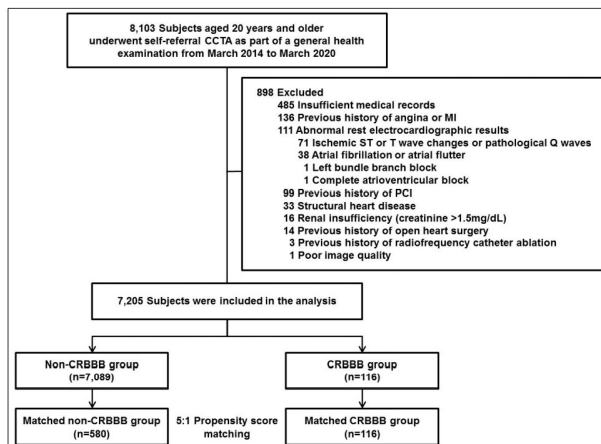 8,103 Subjects aged 20 years and older
underwent self-referral CCTA as part of a general health
examination from March 2014 to March 2020
898 Excluded
485 Insufficient medical records
136 Previous history of angina or MI
111 Abnormal rest electrocardiographic results
71 Ischemic ST or T wave changes or pathological Q waves
38 Atrial fibrillation or atrial flutter
1 Left bundle branch block
1 Complete atrioventricular block
99 Previous history of PCI
33 Structural heart disease
16 Renal insufficiency (creatinine >1.5mg/dL)
14 Previous history of open heart surgery
3 Previous history of radiofrequency catheter ablation
1 Poor image quality
7,205 Subjects were included in the analysis
Non-CRBBB group
(n=7,089)
CRBBB group
(n=116)
Matched non-CRBBB group
(n=580)
5:1 Propensity score
matching
Matched CRBBB group
(n=116)